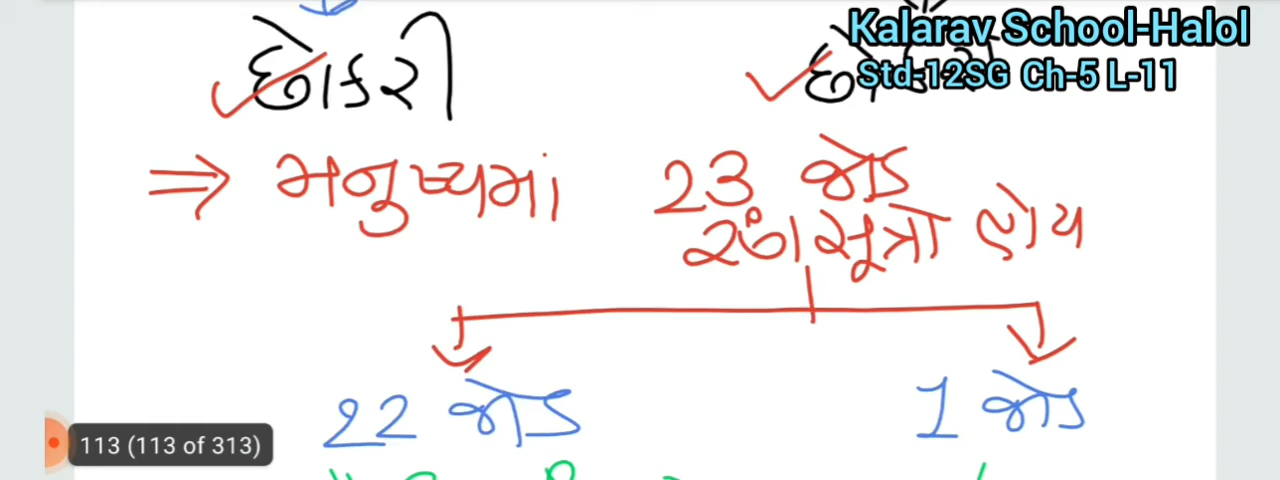 છોકરી
Kalarav School-Halol
Std-12SG Ch-5 L-11
⇒ મનુષ્યમાં 23 જોડ
રંગસૂત્રો હોય
22 જોડ 1 જોડ
113 (113 of 313)